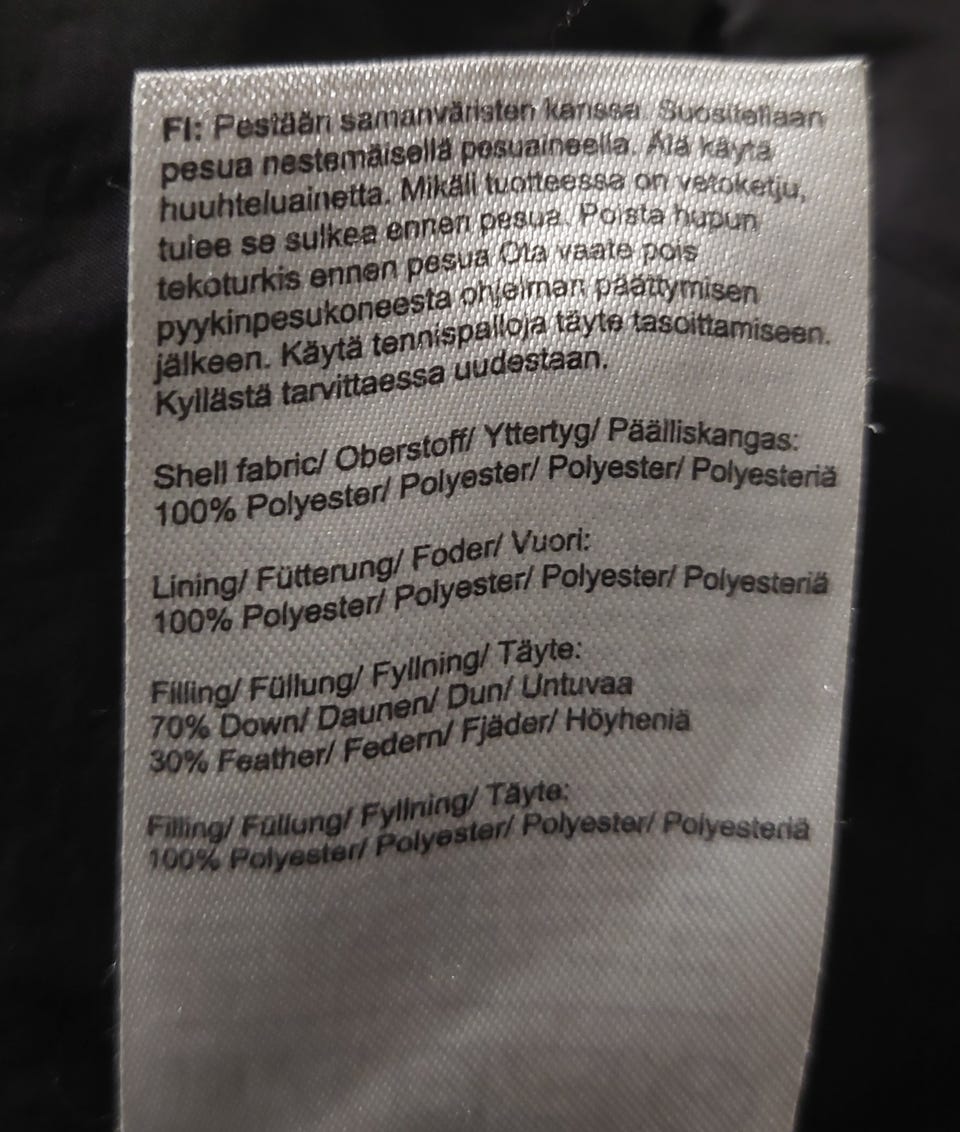 FI: Pestään samanväristen kanssa. Suositellaan
pesua nestemäisellä pesuaineella. Älä käytä
huuhteluainetta. Mikäli tuotteessa on vetoketju,
tulee se sulkea ennen pesua. Poista hupun
tekoturkis ennen pesua Ota vaate pois
pyykinpesukoneesta ohjelman päättymisen
jälkeen. Käytä tennispalloja täyte tasoittamiseen.
Kyllästä tarvittaessa uudestaan.
Shell fabric/ Oberstoff/ Yttertyg/ Päälliskangas:
100% Polyester/ Polyester/ Polyester/ Polyesteriä
Lining/ Fütterung/ Foder/ Vuori:
100% Polyester/ Polyester/ Polyester/ Polyesteriä
Filling/ Füllung/ Fyllning/ Täyte:
70% Down/ Daunen/ Dun/ Untuvaa
30% Feather/ Federn/ Fjäder/ Höyheniä
Filling/ Füllung/ Fyllning/ Täyte:
100% Polyester/ Polyester/ Polyester/ Polyesteriä